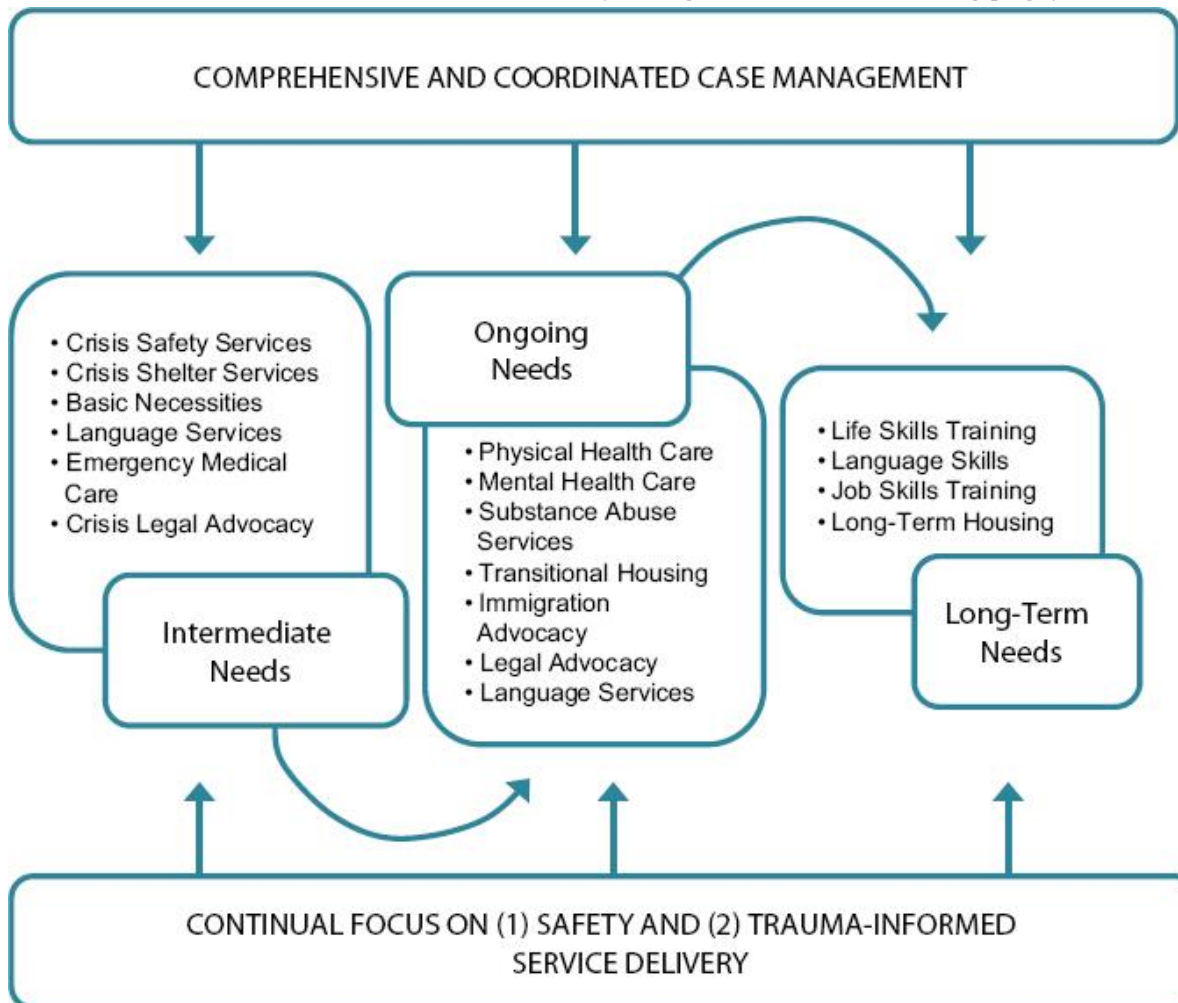 COMPREHENSIVE AND COORDINATED CASE MANAGEMENT
• Crisis Safety Services
• Crisis Shelter Services
• Basic Necessities
• Language Services
• Emergency Medical
Care
• Crisis Legal Advocacy
Intermediate
Needs
Ongoing
Needs
• Physical Health Care
• Mental Health Care
• Substance Abuse
Services
• Transitional Housing
• Immigration
Advocacy
• Legal Advocacy
• Language Services
• Life Skills Training
• Language Skills
• Job Skills Training
• Long-Term Housing
Long-Term
Needs
CONTINUAL FOCUS ON (1) SAFETY AND (2) TRAUMA-INFORMED
SERVICE DELIVERY